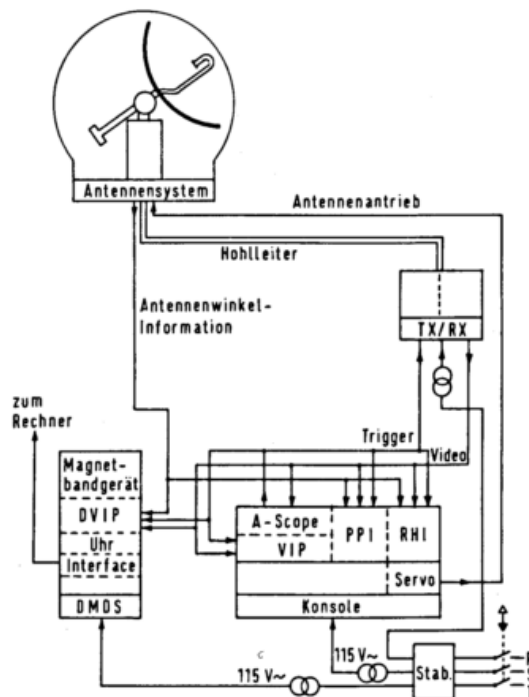 Antennensystem
Antennenantrieb
Hohlleiter
Antennenwinkel-
Information
TX/RX
zum
Rechner
Trigger
Video
Magnet-
bandgerät
DVIP
Uhr
Interface
DMDS
A-Scope
VIP
PPI
RHI
Servo
Konsole
115 V~
115 V~
Stab.